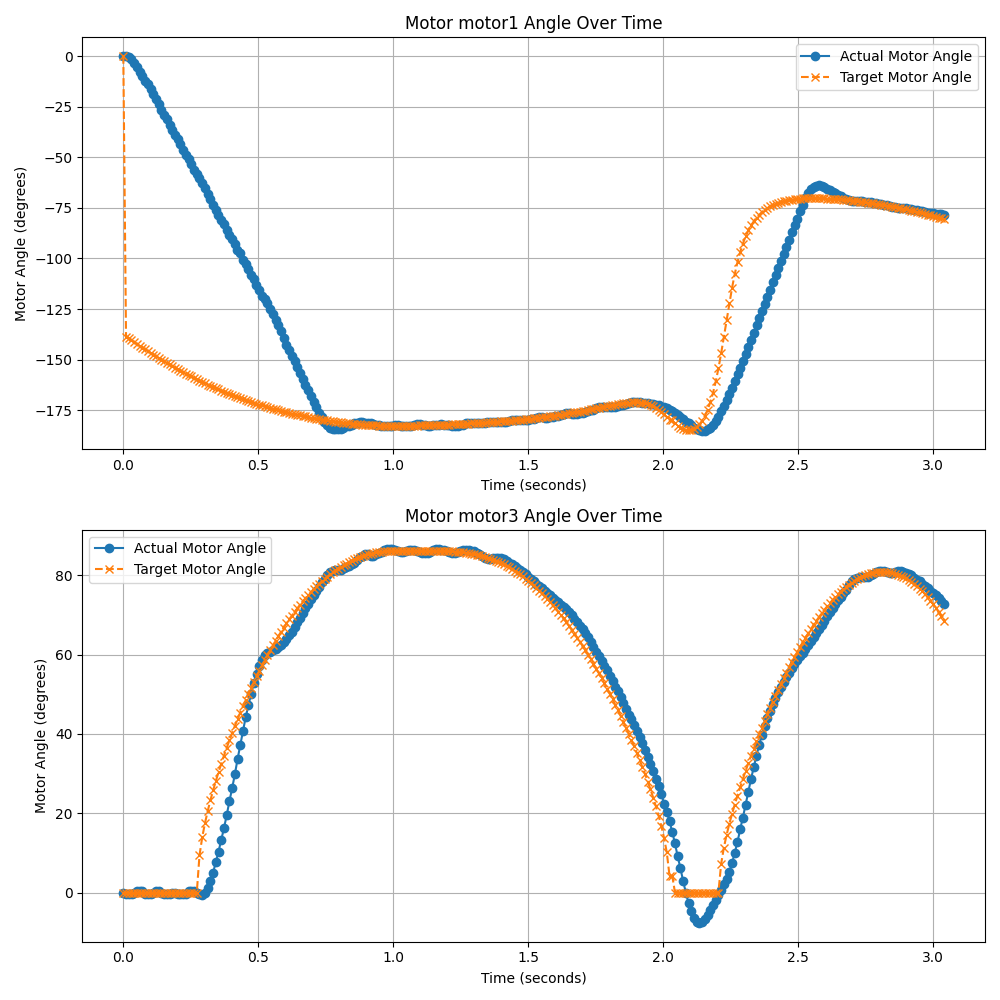 Motor motor1 Angle Over Time
Actual Motor Angle
Target Motor Angle
Motor Angle (degrees)
0
−25
−50
−75
−100
−125
−150
−175
0.0 0.5 1.0 1.5 2.0 2.5 3.0
Time (seconds)
Motor motor3 Angle Over Time
Actual Motor Angle
Target Motor Angle
Motor Angle (degrees)
80
60
40
20
0
0.0 0.5 1.0 1.5 2.0 2.5 3.0
Time (seconds)